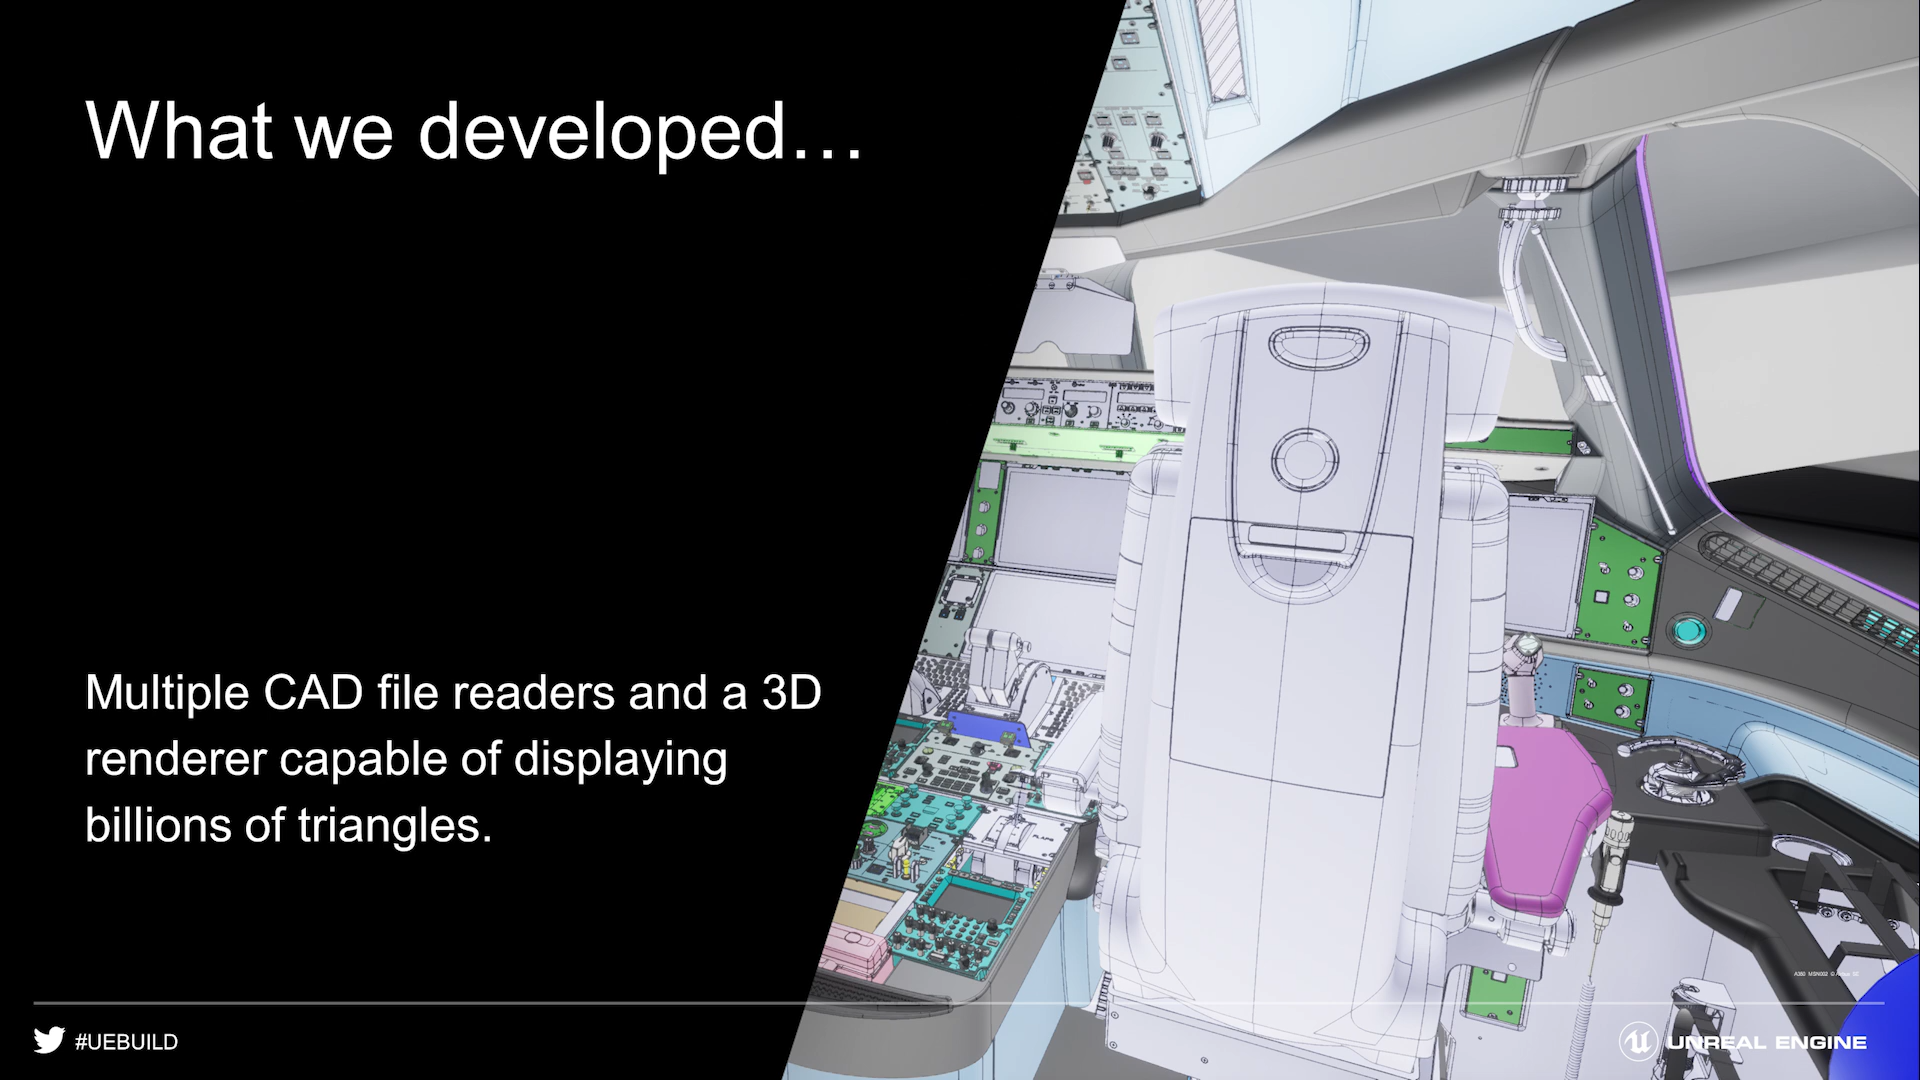 What we developed…
Multiple CAD file readers and a 3D
renderer capable of displaying
billions of triangles.
FLAPS
#UEBUILD
UNREAL ENGINE